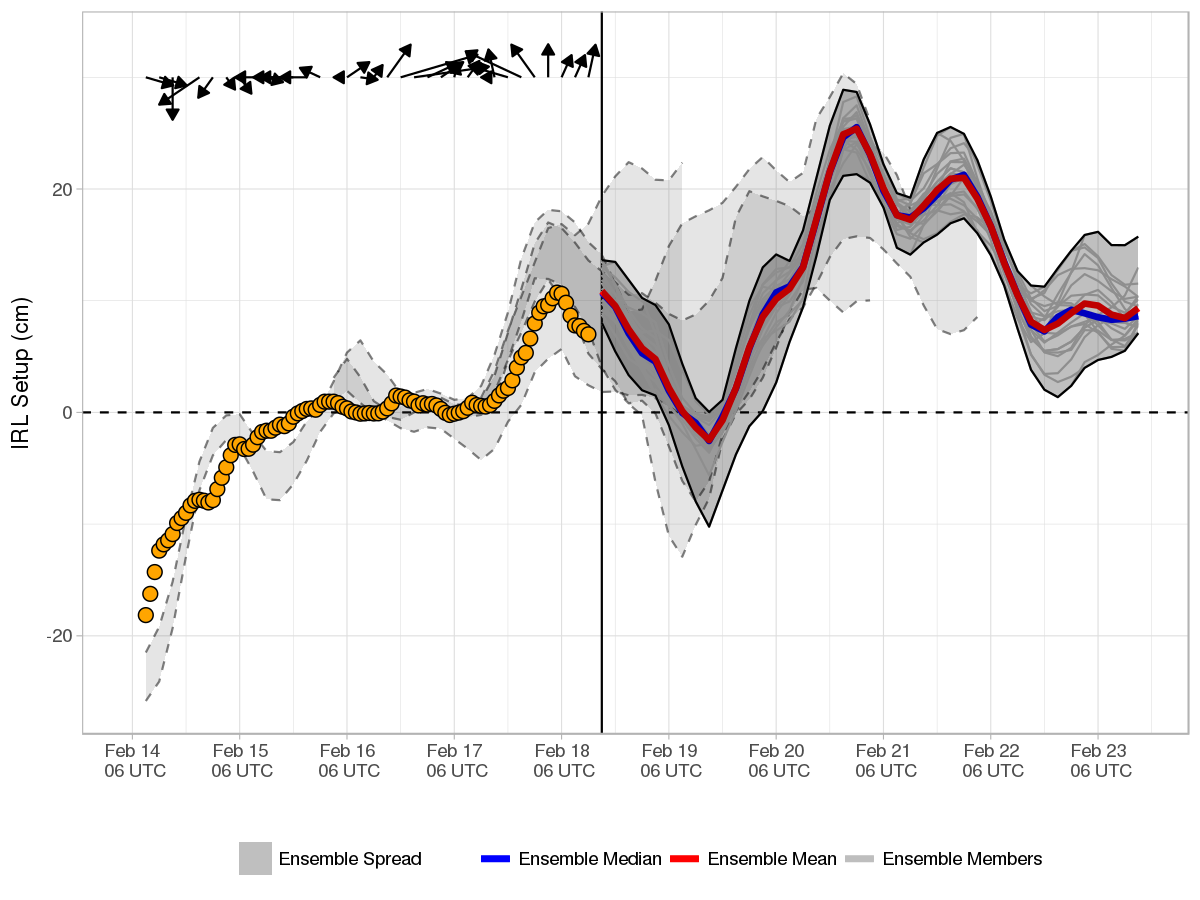 IRL Setup (cm)
20
0
-20
Feb 14 06 UTC
Feb 15 06 UTC
Feb 16 06 UTC
Feb 17 06 UTC
Feb 18 06 UTC
Feb 19 06 UTC
Feb 20 06 UTC
Feb 21 06 UTC
Feb 22 06 UTC
Feb 23 06 UTC
Ensemble Spread
Ensemble Median
Ensemble Mean
Ensemble Members